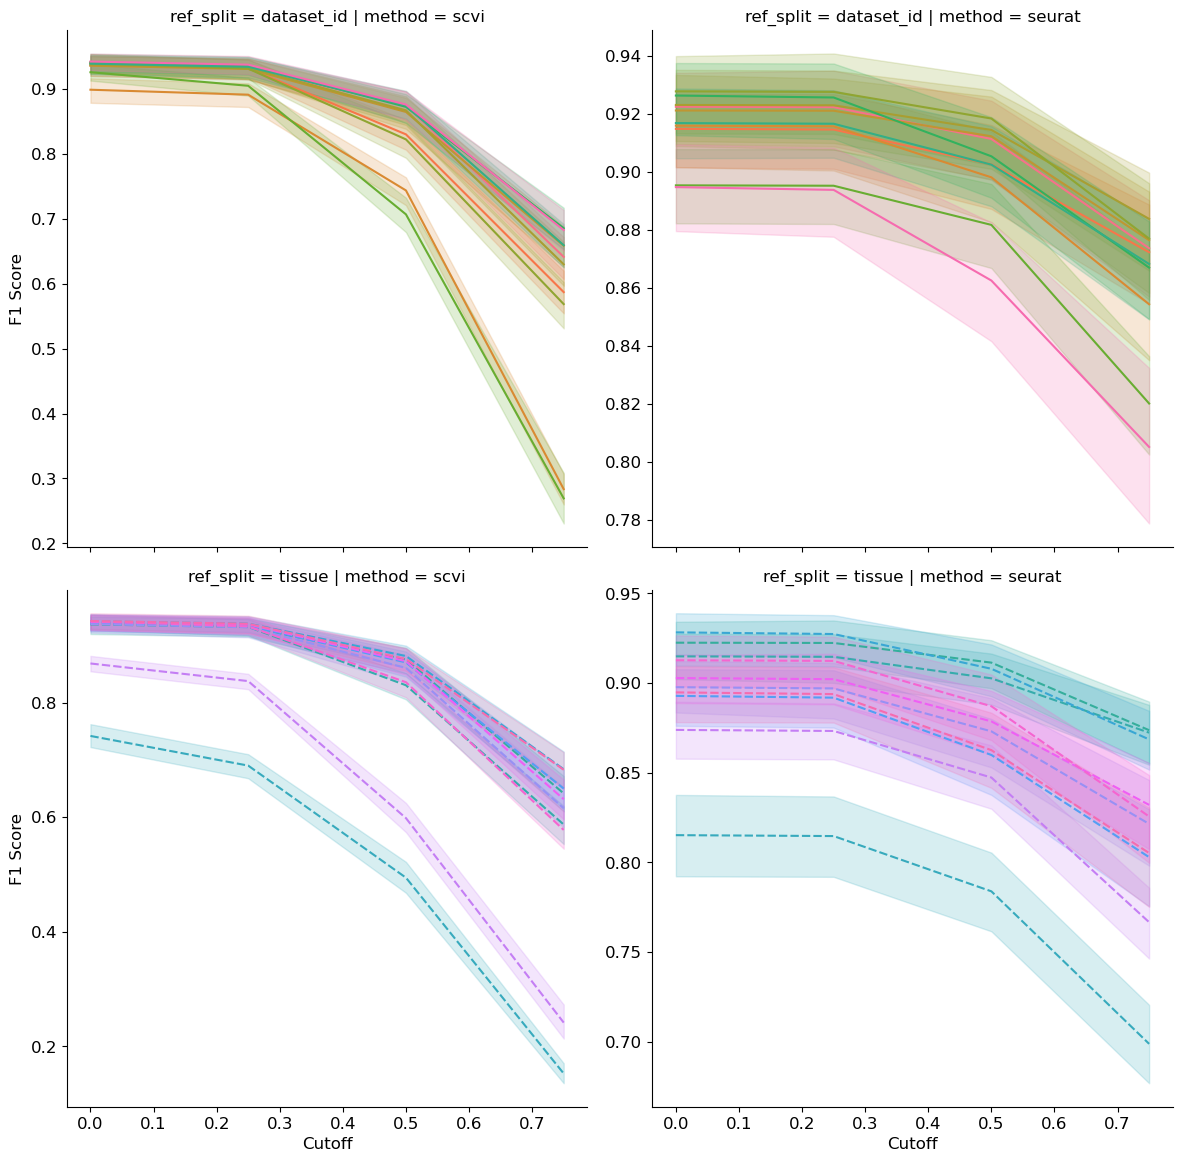 ref_split = dataset_id | method = scvi
ref_split = dataset_id | method = seurat
F1 Score
0.9
0.8
0.7
0.6
0.5
0.4
0.3
0.2
0.94
0.92
0.90
0.88
0.86
0.84
0.82
0.80
0.78
ref_split = tissue | method = scvi
ref_split = tissue | method = seurat
F1 Score
0.8
0.6
0.4
0.2
0.95
0.90
0.85
0.80
0.75
0.70
0.0 0.1 0.2 0.3 0.4 0.5 0.6 0.7
0.0 0.1 0.2 0.3 0.4 0.5 0.6 0.7
Cutoff
Cutoff